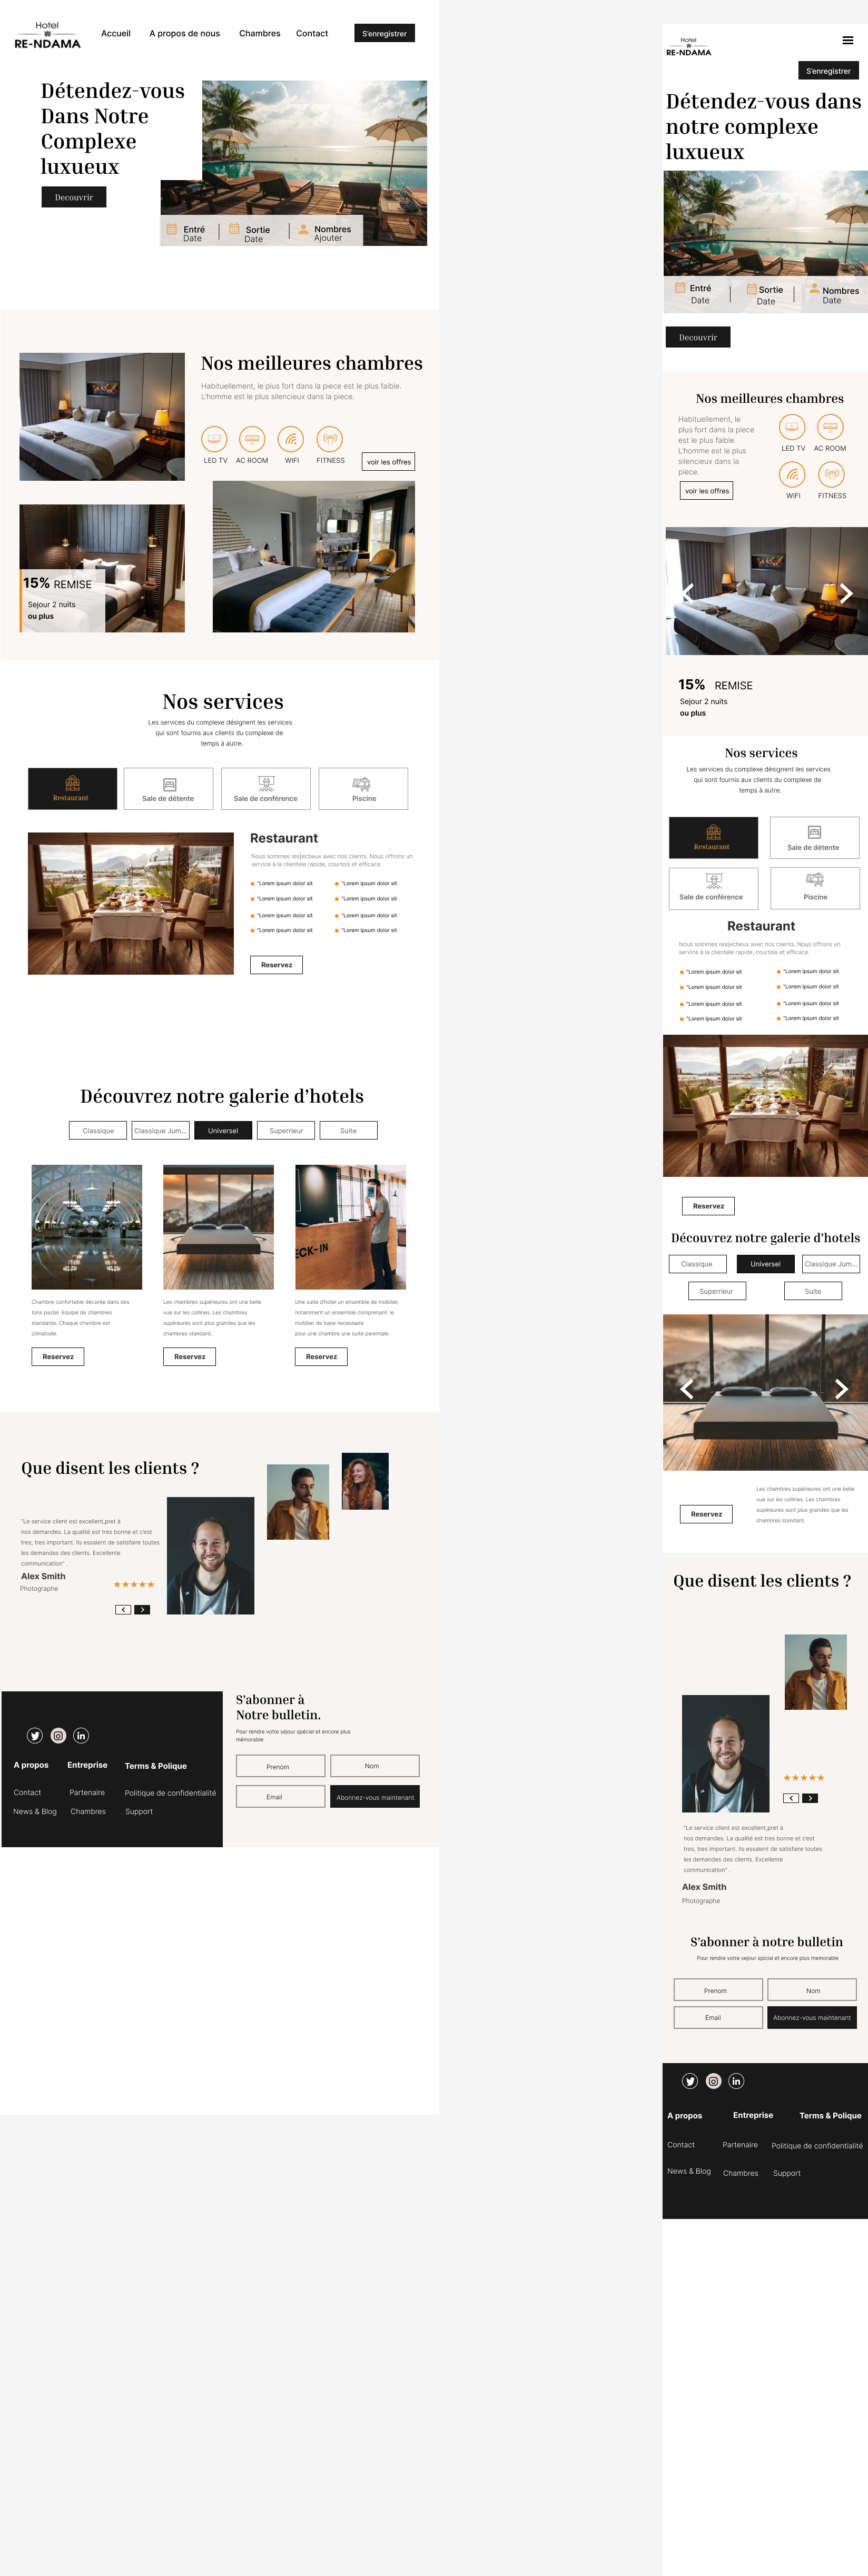 Hotel
RE-NDAMA
Accueil
A propos de nous
Chambres
Contact
S'enregistrer
Détendez-vous
Dans Notre
Complexe
luxueux
Decouvrir
Entré
Date
Sortie
Date
Nombres
Ajouter
Nos meilleures chambres
Habituellement, le plus fort dans la piece est le plus faible.
L'homme est le plus silencieux dans la piece.
LED TV
AC ROOM
WIFI
FITNESS
voir les offres
15% REMISE
Sejour 2 nuits
ou plus
Nos services
Les services du complexe désignent les services
qui sont fournis aux clients du complexe de
temps à autre.
Restaurant
Sale de détente
Sale de conférence
Piscine
Restaurant
Nous sommes res[ectieux avec nos clients. Nous offrons un
service à la clientele rapide, courtois et efficace.
"Lorem ipsum dolor sit
"Lorem ipsum dolor sit
"Lorem ipsum dolor sit
"Lorem ipsum dolor sit
"Lorem ipsum dolor sit
"Lorem ipsum dolor sit
"Lorem ipsum dolor sit
"Lorem ipsum dolor sit
Reservez
Découvrez notre galerie d'hotels
Classique
Classique Jum...
Universel
Superrieur
Suite
CHECK-IN
Chambre confortable décorée dans des
tons pastel. Equipé de chambres
standards. Chaque chambre est
climatisée.
Reservez
Les chambres supérieures ont une belle
vue sur les collines. Les chambres
supéreures sont plus grandes que les
chambres standard.
Reservez
Une suite d'hotel un ensemble de mobilier,
notamment un ensemble comprenant le
mobilier de base necessaire
pour une chambre une suite parentale.
Reservez
Que disent les clients ?
"Le service client est excellent,pret à
nos demandes. La qualité est tres bonne et c'est
tres, tres important. Ils essaient de satisfaire toutes
les demandes des clients. Excellente
communication" .
Alex Smith
Photographe
A propos
Contact
News & Blog
Entreprise
Partenaire
Chambres
Terms & Polique
Politique de confidentialité
Support
S'abonner à
Notre bulletin.
Pour rendre votre séjour spécial et encore plus
mémorable
Prenom
Nom
Email
Abonnez-vous maintenant
Hotel
RE-NDAMA
S'enregistrer
Détendez-vous dans
notre complexe
luxueux
Entré
Date
Sortie
Date
Nombres
Date
Decouvrir
Nos meilleures chambres
Habituellement, le
plus fort dans la piece
est le plus faible.
L'homme est le plus
silencieux dans la
piece.
voir les offres
LED TV
AC ROOM
WIFI
FITNESS
15% REMISE
Sejour 2 nuits
ou plus
Nos services
Les services du complexe désignent les services
qui sont fournis aux clients du complexe de
temps à autre.
Restaurant
Sale de détente
Sale de conférence
Piscine
Restaurant
Nous sommes res[ectieux avec nos clients. Nous offrons un
service à la clientele rapide, courtois et efficace.
"Lorem ipsum dolor sit
"Lorem ipsum dolor sit
"Lorem ipsum dolor sit
"Lorem ipsum dolor sit
"Lorem ipsum dolor sit
"Lorem ipsum dolor sit
"Lorem ipsum dolor sit
"Lorem ipsum dolor sit
Reservez
Découvrez notre galerie d'hotels
Classique
Universel
Classique Jum...
Superrieur
Suite
Reservez
Les chambres supérieures ont une belle
vue sur les collines. Les chambres
supéreures sont plus grandes que les
chambres standard.
Que disent les clients ?
"Le service client est excellent,pret à
nos demandes. La qualité est tres bonne et c'est
tres, tres important. Ils essaient de satisfaire toutes
les demandes des clients. Excellente
communication" .
Alex Smith
Photographe
S'abonner à notre bulletin
Pour rendre votre sejour spicial et encore plus memorable
Prenom
Nom
Email
Abonnez-vous maintenant
A propos
Contact
News & Blog
Entreprise
Partenaire
Chambres
Terms & Polique
Politique de confidentialité
Support